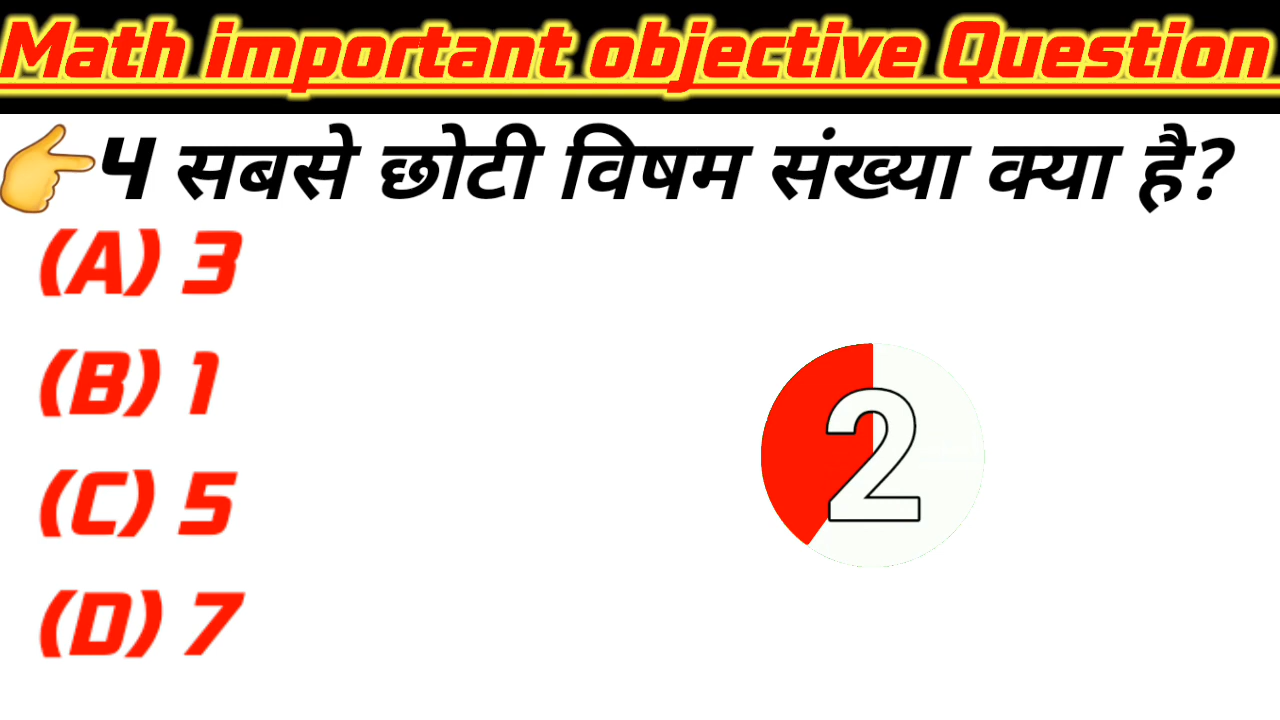 Math important objective Question
👉4 सबसे छोटी विषम संख्या क्या है?
(A) 3
(B) 1
(C) 5
(D) 7
2